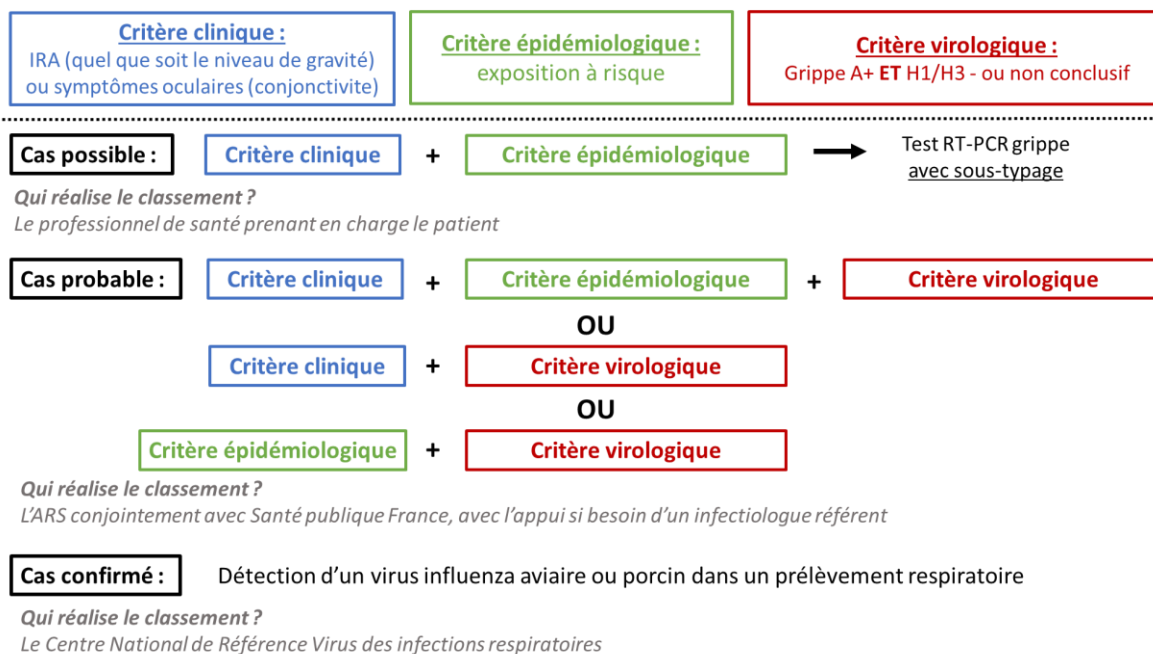 Critère clinique :
IRA (quel que soit le niveau de gravité)
ou symptômes oculaires (conjonctivite)
Critère épidémiologique :
exposition à risque
Critère virologique :
Grippe A+ ET H1/H3 - ou non conclusif
Cas possible : Critère clinique + Critère épidémiologique
Test RT-PCR grippe
avec sous-typage
Qui réalise le classement ?
Le professionnel de santé prenant en charge le patient
Cas probable : Critère clinique + Critère épidémiologique + Critère virologique
OU
Critère clinique + Critère virologique
OU
Critère épidémiologique + Critère virologique
Qui réalise le classement ?
L'ARS conjointement avec Santé publique France, avec l'appui si besoin d'un infectiologue référent
Cas confirmé : Détection d'un virus influenza aviaire ou porcin dans un prélèvement respiratoire
Qui réalise le classement ?
Le Centre National de Référence Virus des infections respiratoires